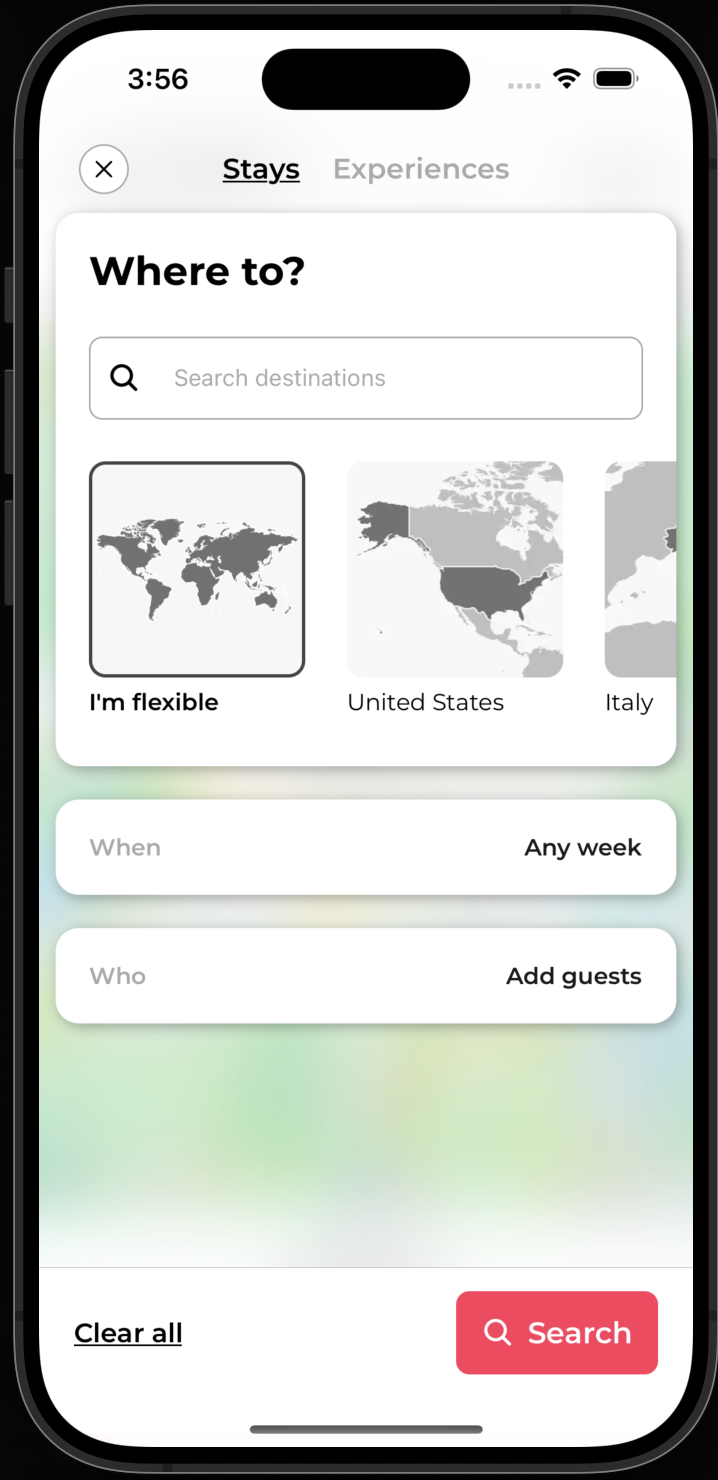 3:56
Stays Experiences
Where to?
Search destinations
I'm flexible
United States
Italy
When Any week
Who Add guests
Clear all Search